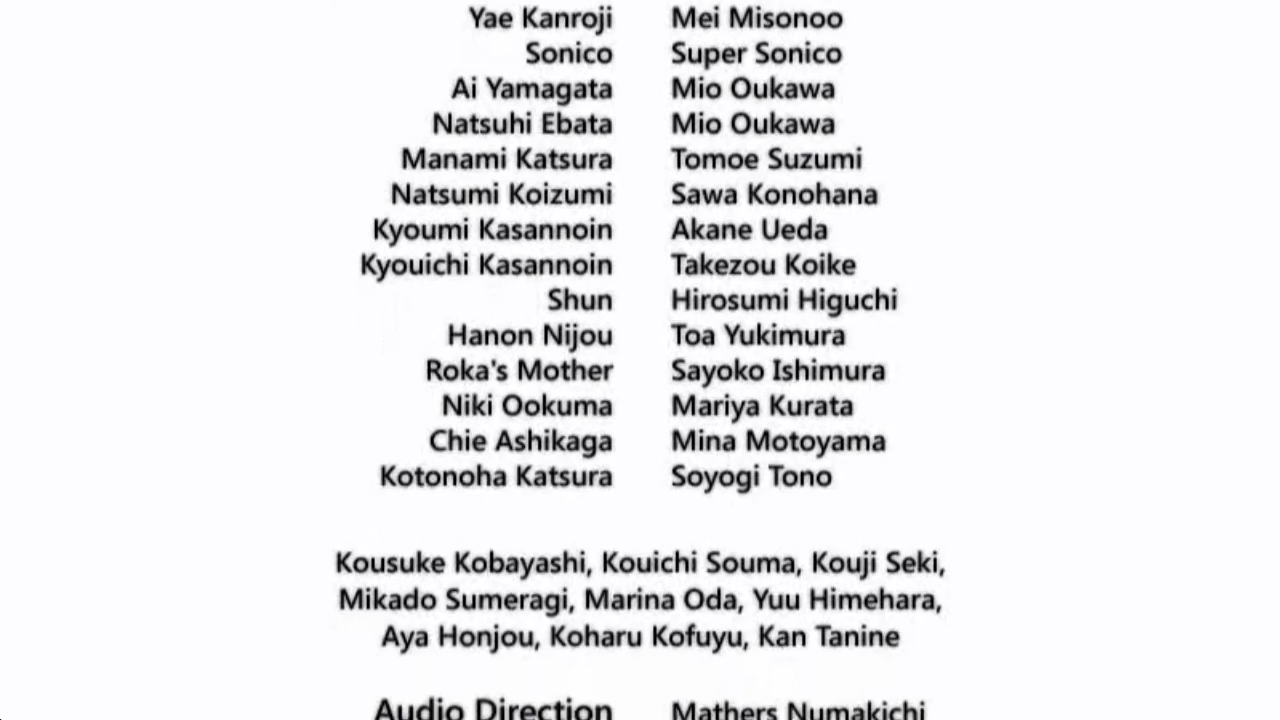 Yae Kanroji Mei Misonoo
Sonico Super Sonico
Ai Yamagata Mio Oukawa
Natsuhi Ebata Mio Oukawa
Manami Katsura Tomoe Suzumi
Natsumi Koizumi Sawa Konohana
Kyoumi Kasannoin Akane Ueda
Kyouichi Kasannoin Takezou Koike
Shun Hirosumi Higuchi
Hanon Nijou Toa Yukimura
Roka's Mother Sayoko Ishimura
Niki Ookuma Mariya Kurata
Chie Ashikaga Mina Motoyama
Kotonoha Katsura Soyogi Tono
Kousuke Kobayashi, Kouichi Souma, Kouji Seki,
Mikado Sumeragi, Marina Oda, Yuu Himehara,
Aya Honjou, Koharu Kofuyu, Kan Tanine
Audio Direction Mathers Numakichi